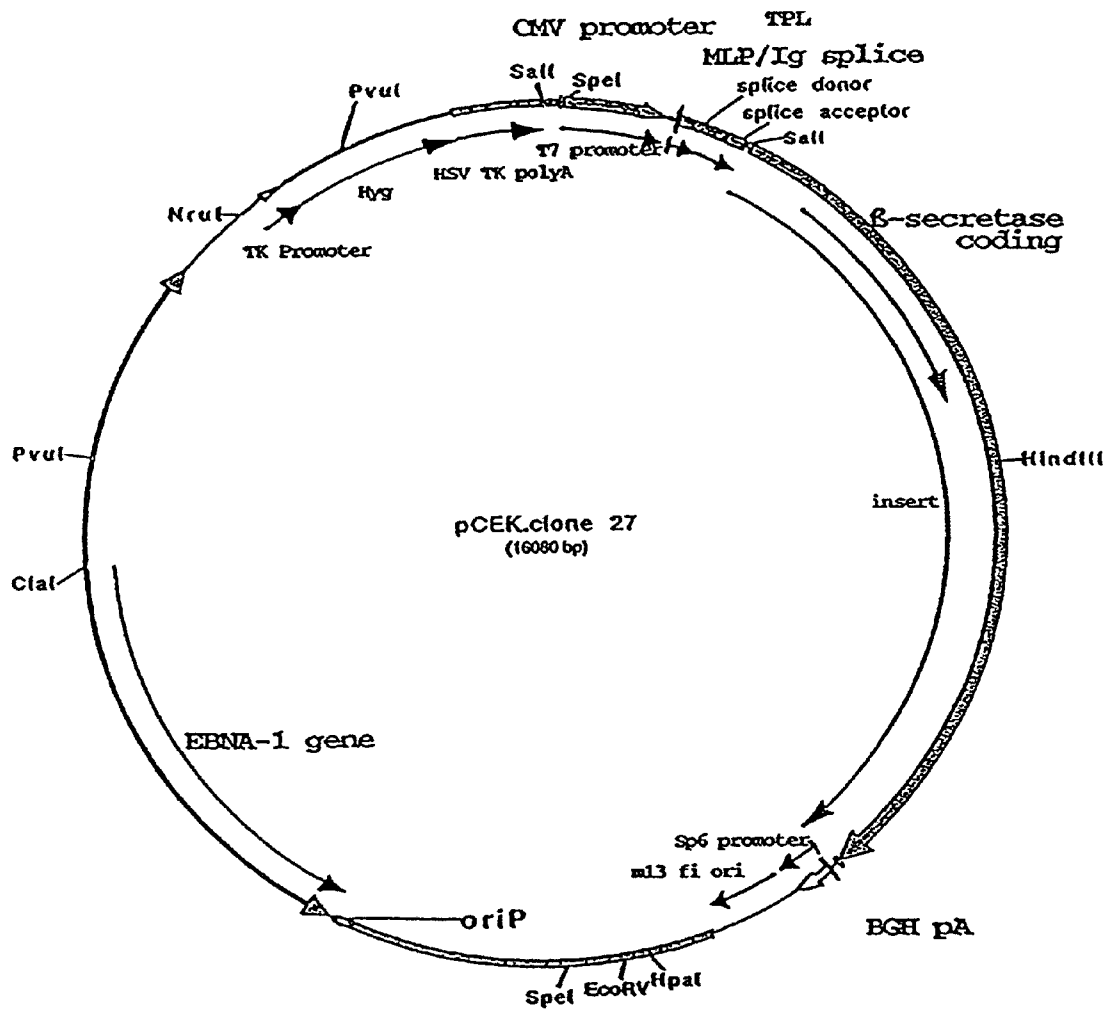 CMV promoter
TPL
MLP/Ig splice
SalI
SpeI
splice donor
splice acceptor
SalI
PvuI
T7 promoter
HSV TK polyA
Hyg
NruI
TK Promoter
ß-secretase
coding
PvuI
HindIII
insert
pCEK.clone 27
(16080 bp)
ClaI
EBNA-1 gene
Sp6 promoter
m13 fi ori
oriP
BGH pA
SpeI
EcoRV
HpaI